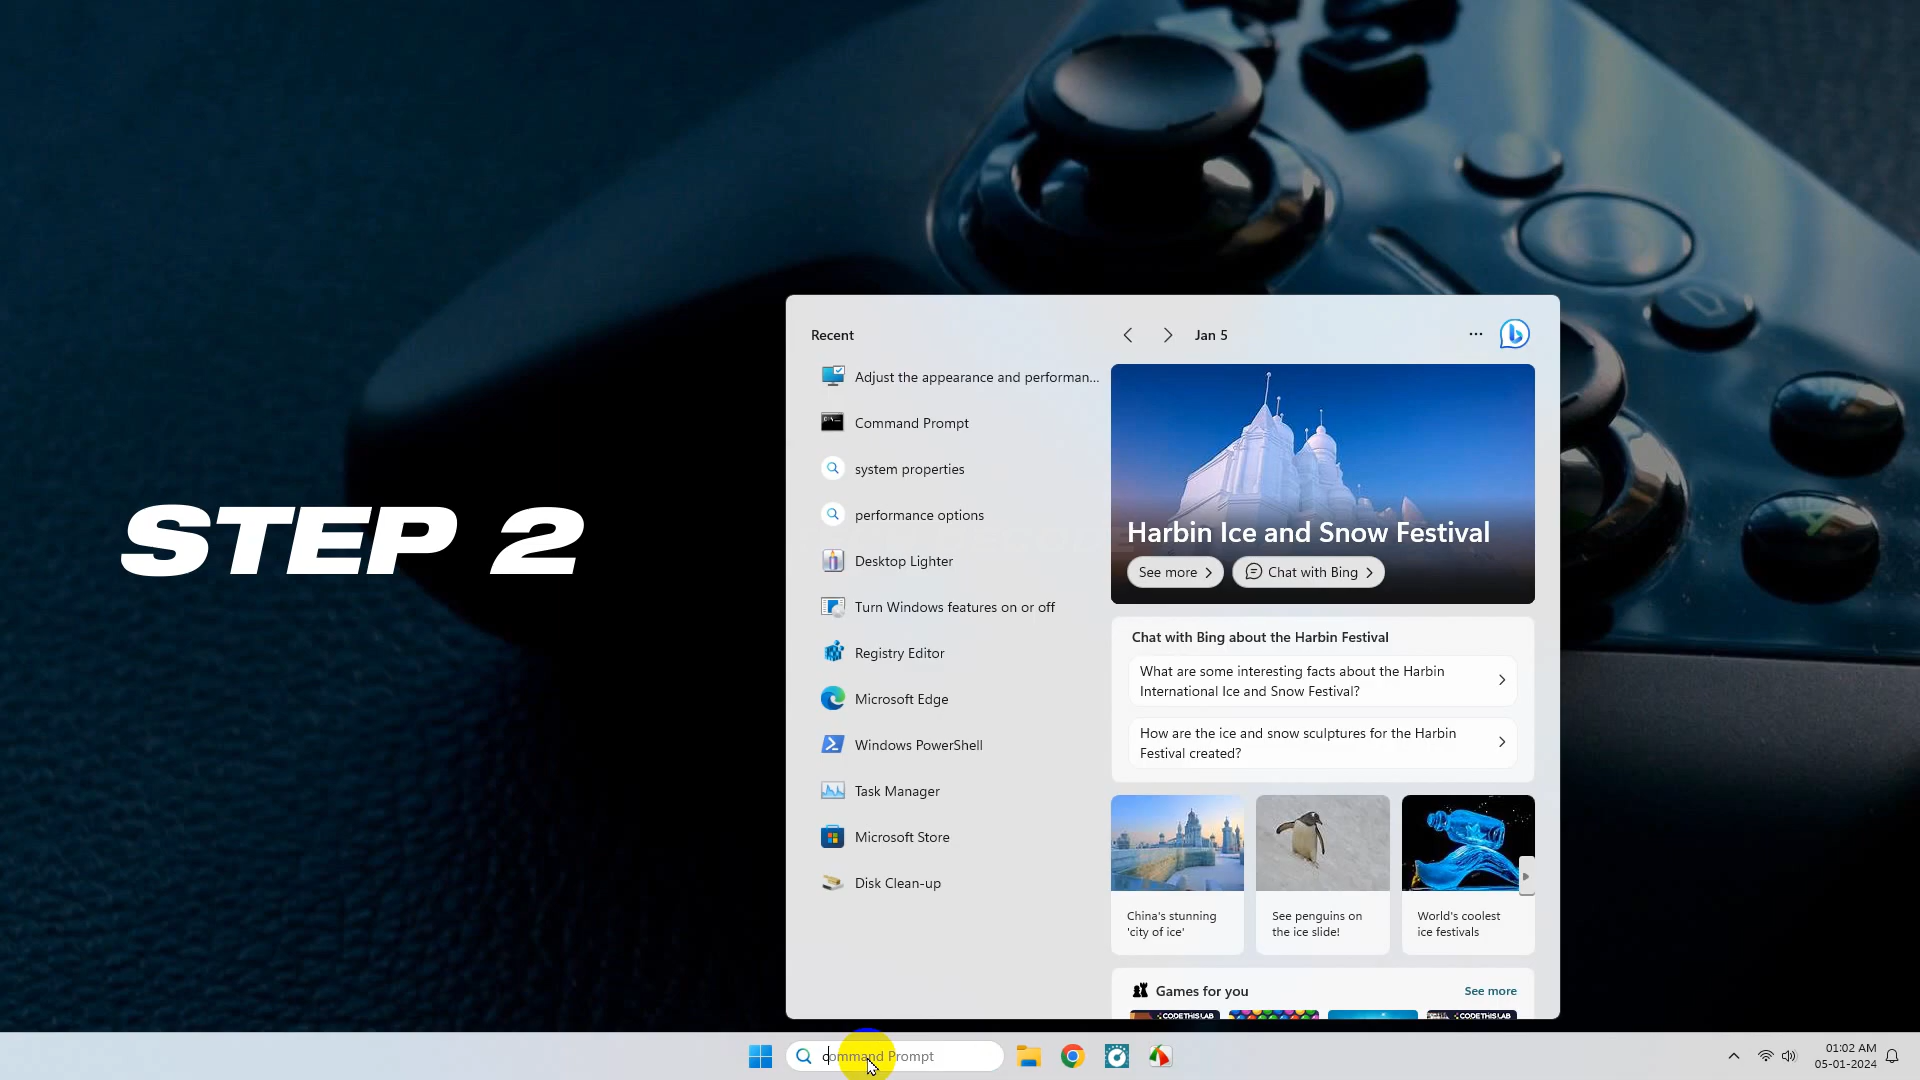 STEP 2
Recent
Adjust the appearance and performan...
Command Prompt
system properties
performance options
Desktop Lighter
Turn Windows features on or off
Registry Editor
Microsoft Edge
Windows PowerShell
Task Manager
Microsoft Store
Disk Clean-up
Jan 5
Harbin Ice and Snow Festival
See more
Chat with Bing
Chat with Bing about the Harbin Festival
What are some interesting facts about the Harbin
International Ice and Snow Festival?
How are the ice and snow sculptures for the Harbin
Festival created?
China's stunning
'city of ice'
See penguins on
the ice slide!
World's coolest
ice festivals
Games for you
See more
CODETHISLAB
CODETHISLAB
command Prompt
01:02 AM
05-01-2024